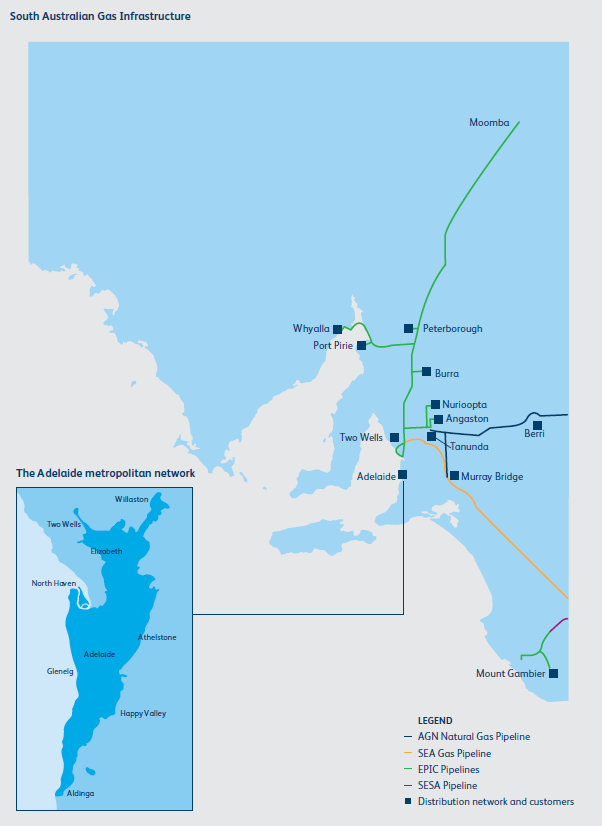 South Australian Gas Infrastructure
Moomba
Whyalla
Peterborough
Port Pirie
Burra
Nurioopta
Angaston
Berri
Two Wells
Tanunda
Adelaide
Murray Bridge
The Adelaide metropolitan network
Willaston
Two Wells
Elizabeth
North Haven
Athelstone
Adelaide
Glenelg
Happy Valley
Aldinga
Mount Gambier
LEGEND
AGN Natural Gas Pipeline
SEA Gas Pipeline
EPIC Pipelines
SESA Pipeline
Distribution network and customers